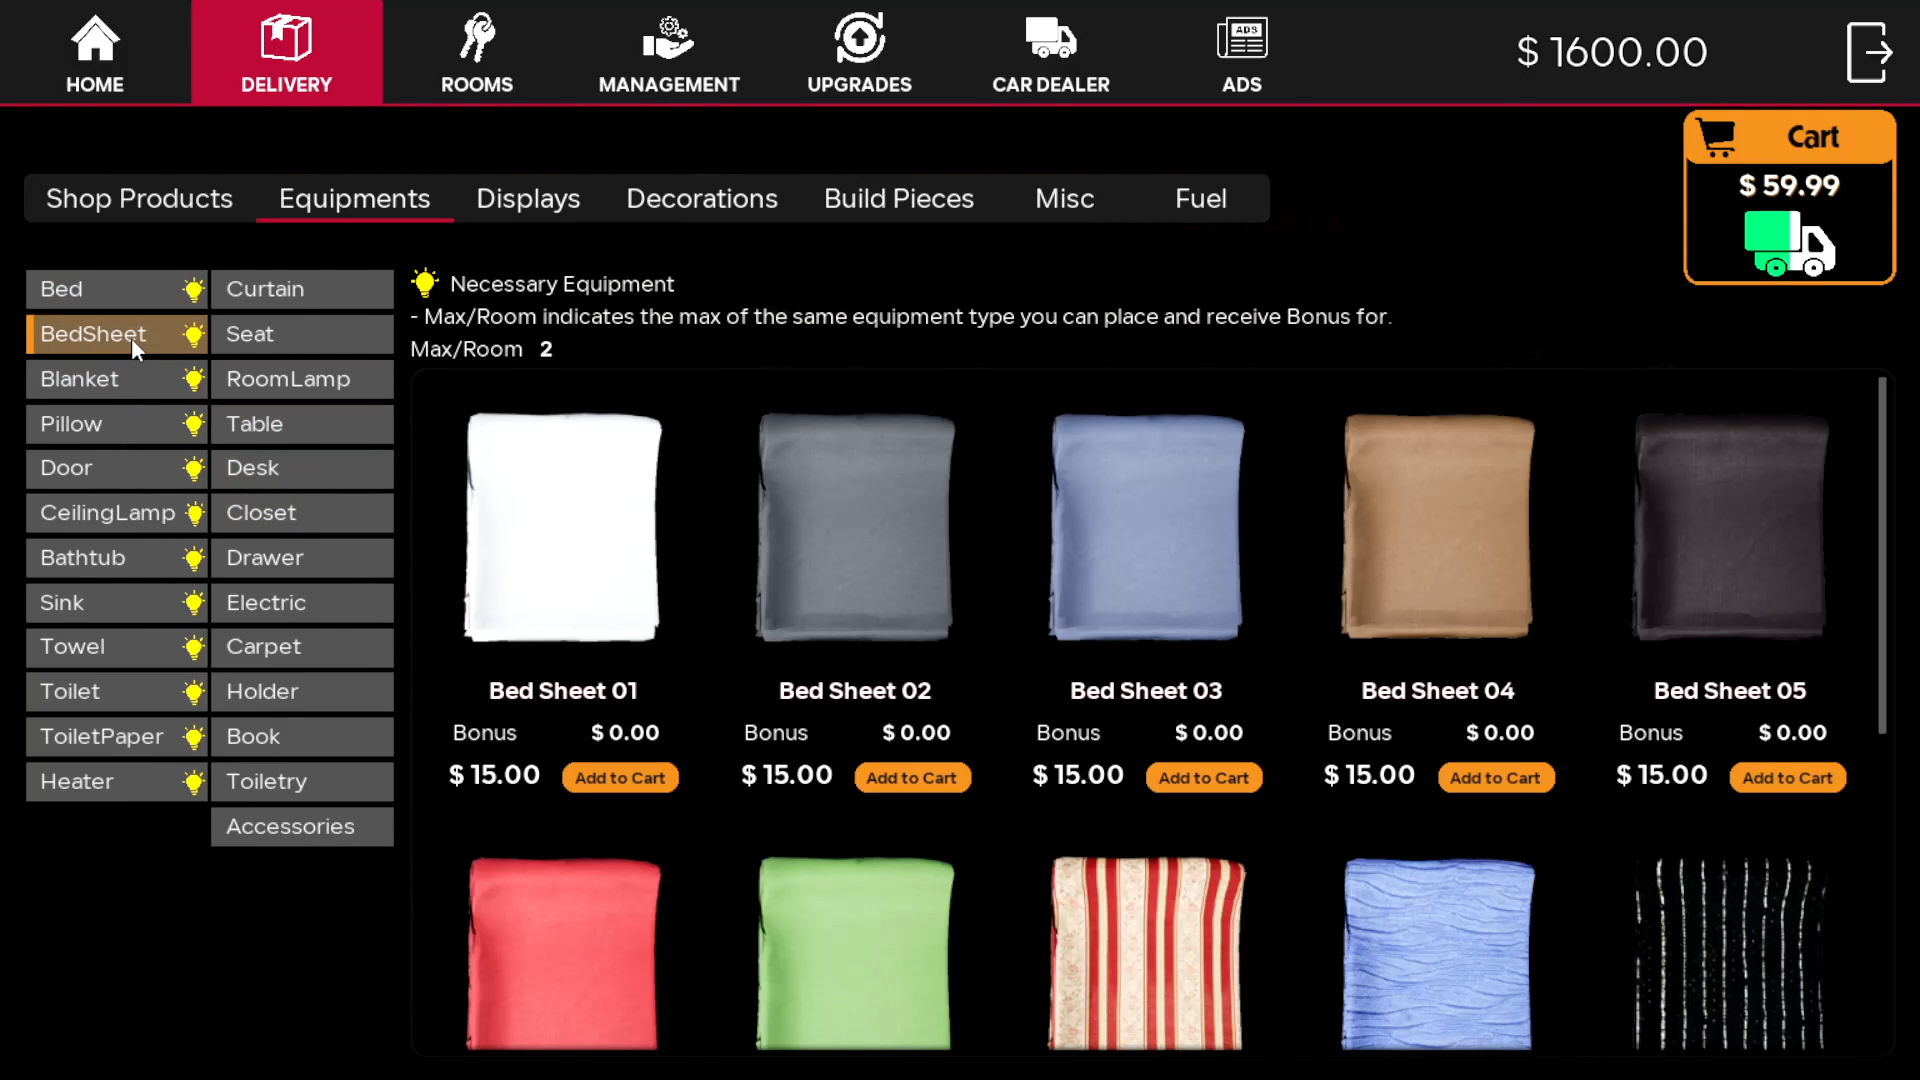 HOME
DELIVERY
ROOMS
MANAGEMENT
UPGRADES
CAR DEALER
ADS
ADS
$ 1600.00
Cart
$ 59.99
Shop Products
Equipments
Displays
Decorations
Build Pieces
Misc
Fuel
Bed
BedSheet
Blanket
Pillow
Door
CeilingLamp
Bathtub
Sink
Towel
Toilet
ToiletPaper
Heater
Curtain
Seat
RoomLamp
Table
Desk
Closet
Drawer
Electric
Carpet
Holder
Book
Toiletry
Accessories
Necessary Equipment
- Max/Room indicates the max of the same equipment type you can place and receive Bonus for.
Max/Room 2
Bed Sheet 01
Bonus $ 0.00
$ 15.00 Add to Cart
Bed Sheet 02
Bonus $ 0.00
$ 15.00 Add to Cart
Bed Sheet 03
Bonus $ 0.00
$ 15.00 Add to Cart
Bed Sheet 04
Bonus $ 0.00
$ 15.00 Add to Cart
Bed Sheet 05
Bonus $ 0.00
$ 15.00 Add to Cart